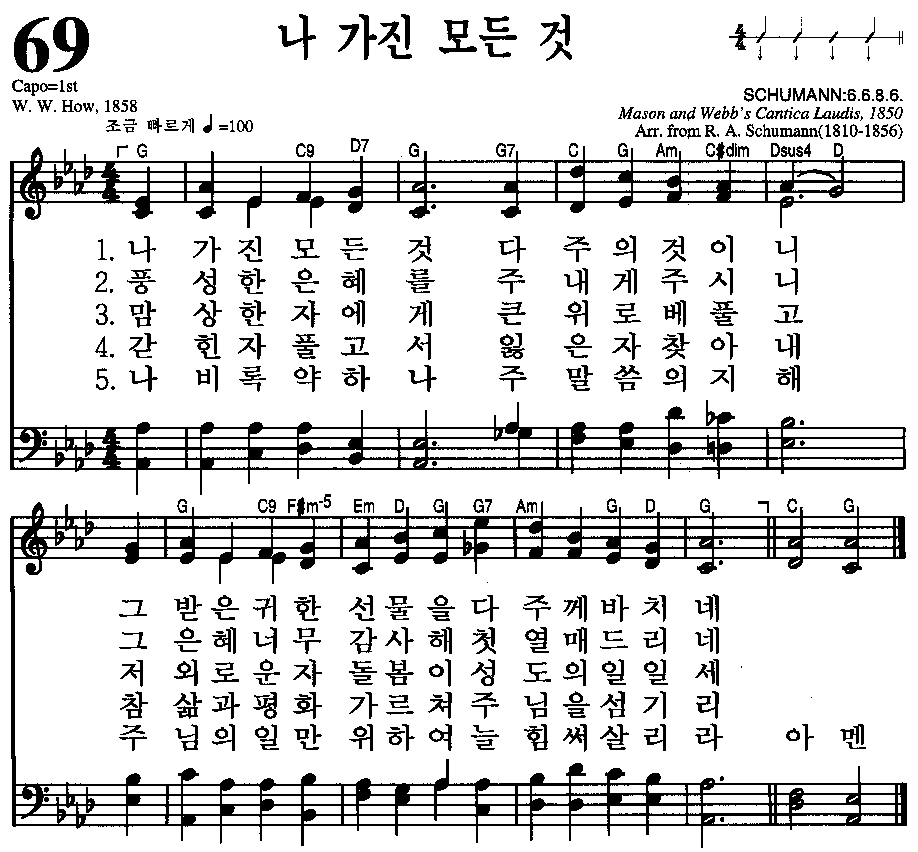 69
나 가진 모든 것
4/4
Capo=1st
W. W. How, 1858
SCHUMANN:6.6.8.6.
Mason and Webb's Cantica Laudis, 1850
Arr. from R. A. Schumann(1810-1856)
조금 빠르게 ♩=100
G C9 D7 G G7 C G Am C#dim Dsus4 D
4/4
1. 나 가진모든 것 다 주의것이 니
2. 풍 성한은혜 를 주 내게주시 니
3. 맘 상한자에 게 큰 위로베풀 고
4. 갇 힌자풀고 서 잃 은자찾아 내
5. 나 비록약하 나 주 말씀의지 해
4/4
G C9 F#m-5 Em D G G7 Am G D G C G
그 받은귀한 선물을다 주께바치 네
그 은혜너무 감사해첫 열매드리 네
저 외로운자 돌봄이성 도의일일 세
참 삶과평화 가르쳐주 님을섬기 리
주 님의일만 위하여늘 힘써살리 라 아 멘